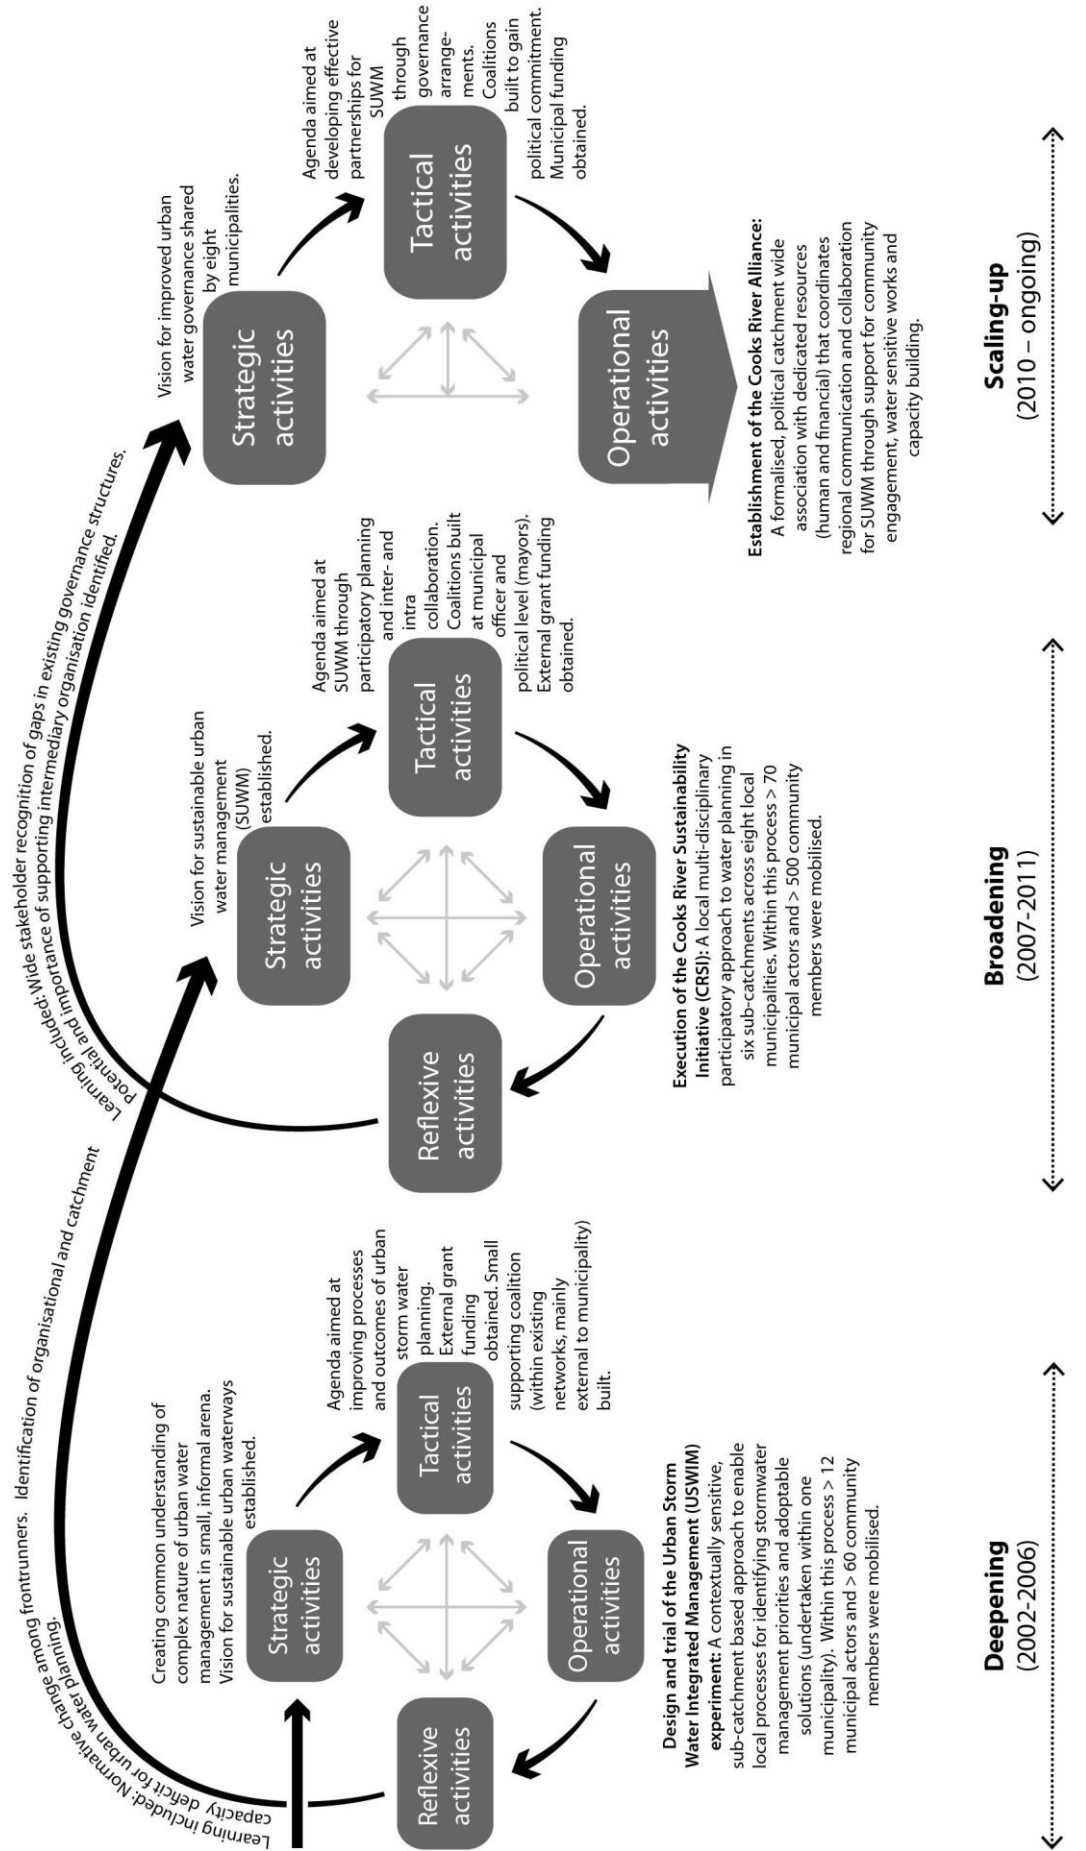 Learning included: Normative change among frontrunners. Identification of organisational and catchment
capacity deficit for urban water planning.
Creating common understanding of
complex nature of urban water
management in small, informal arena.
Vision for sustainable urban waterways
established.
Strategic
activities
Agenda aimed at
improving processes
and outcomes of urban
storm water
planning.
External grant
funding
obtained. Small
supporting coalition
(within existing
networks, mainly
external to municipality)
built.
Tactical
activities
Operational
activities
Reflexive
activities
Design and trial of the Urban Storm
Water Integrated Management (USWIM)
experiment: A contextually sensitive,
sub-catchment based approach to enable
local processes for identifying stormwater
management priorities and adoptable
solutions (undertaken within one
municipality). Within this process > 12
municipal actors and > 60 community
members were mobilised.
Deepening
(2002-2006)
Learning included: Wide stakeholder recognition of gaps in existing governance structures.
Potential and importance of supporting intermediary organisation identified.
Vision for sustainable urban
water management
(SUWM)
established.
Strategic
activities
Agenda aimed at
SUWM through
participatory planning
and inter- and
intra
collaboration.
Coalitions built
at municipal
officer and
political level (mayors).
External grant funding
obtained.
Tactical
activities
Operational
activities
Reflexive
activities
Execution of the Cooks River Sustainability
Initiative (CRSI): A local multi-disciplinary
participatory approach to water planning in
six sub-catchments across eight local
municipalities. Within this process > 70
municipal actors and > 500 community
members were mobilised.
Broadening
(2007-2011)
Vision for improved urban
water governance shared
by eight
municipalities.
Strategic
activities
Agenda aimed at
developing effective
partnerships for
SUWM
through
governance
arrange-
ments.
Coalitions
built to gain
political commitment.
Municipal funding
obtained.
Tactical
activities
Operational
activities
Establishment of the Cooks River Alliance:
A formalised, political catchment wide
association with dedicated resources
(human and financial) that coordinates
regional communication and collaboration
for SUWM through support for community
engagement, water sensitive works and
capacity building.
Scaling-up
(2010 – ongoing)